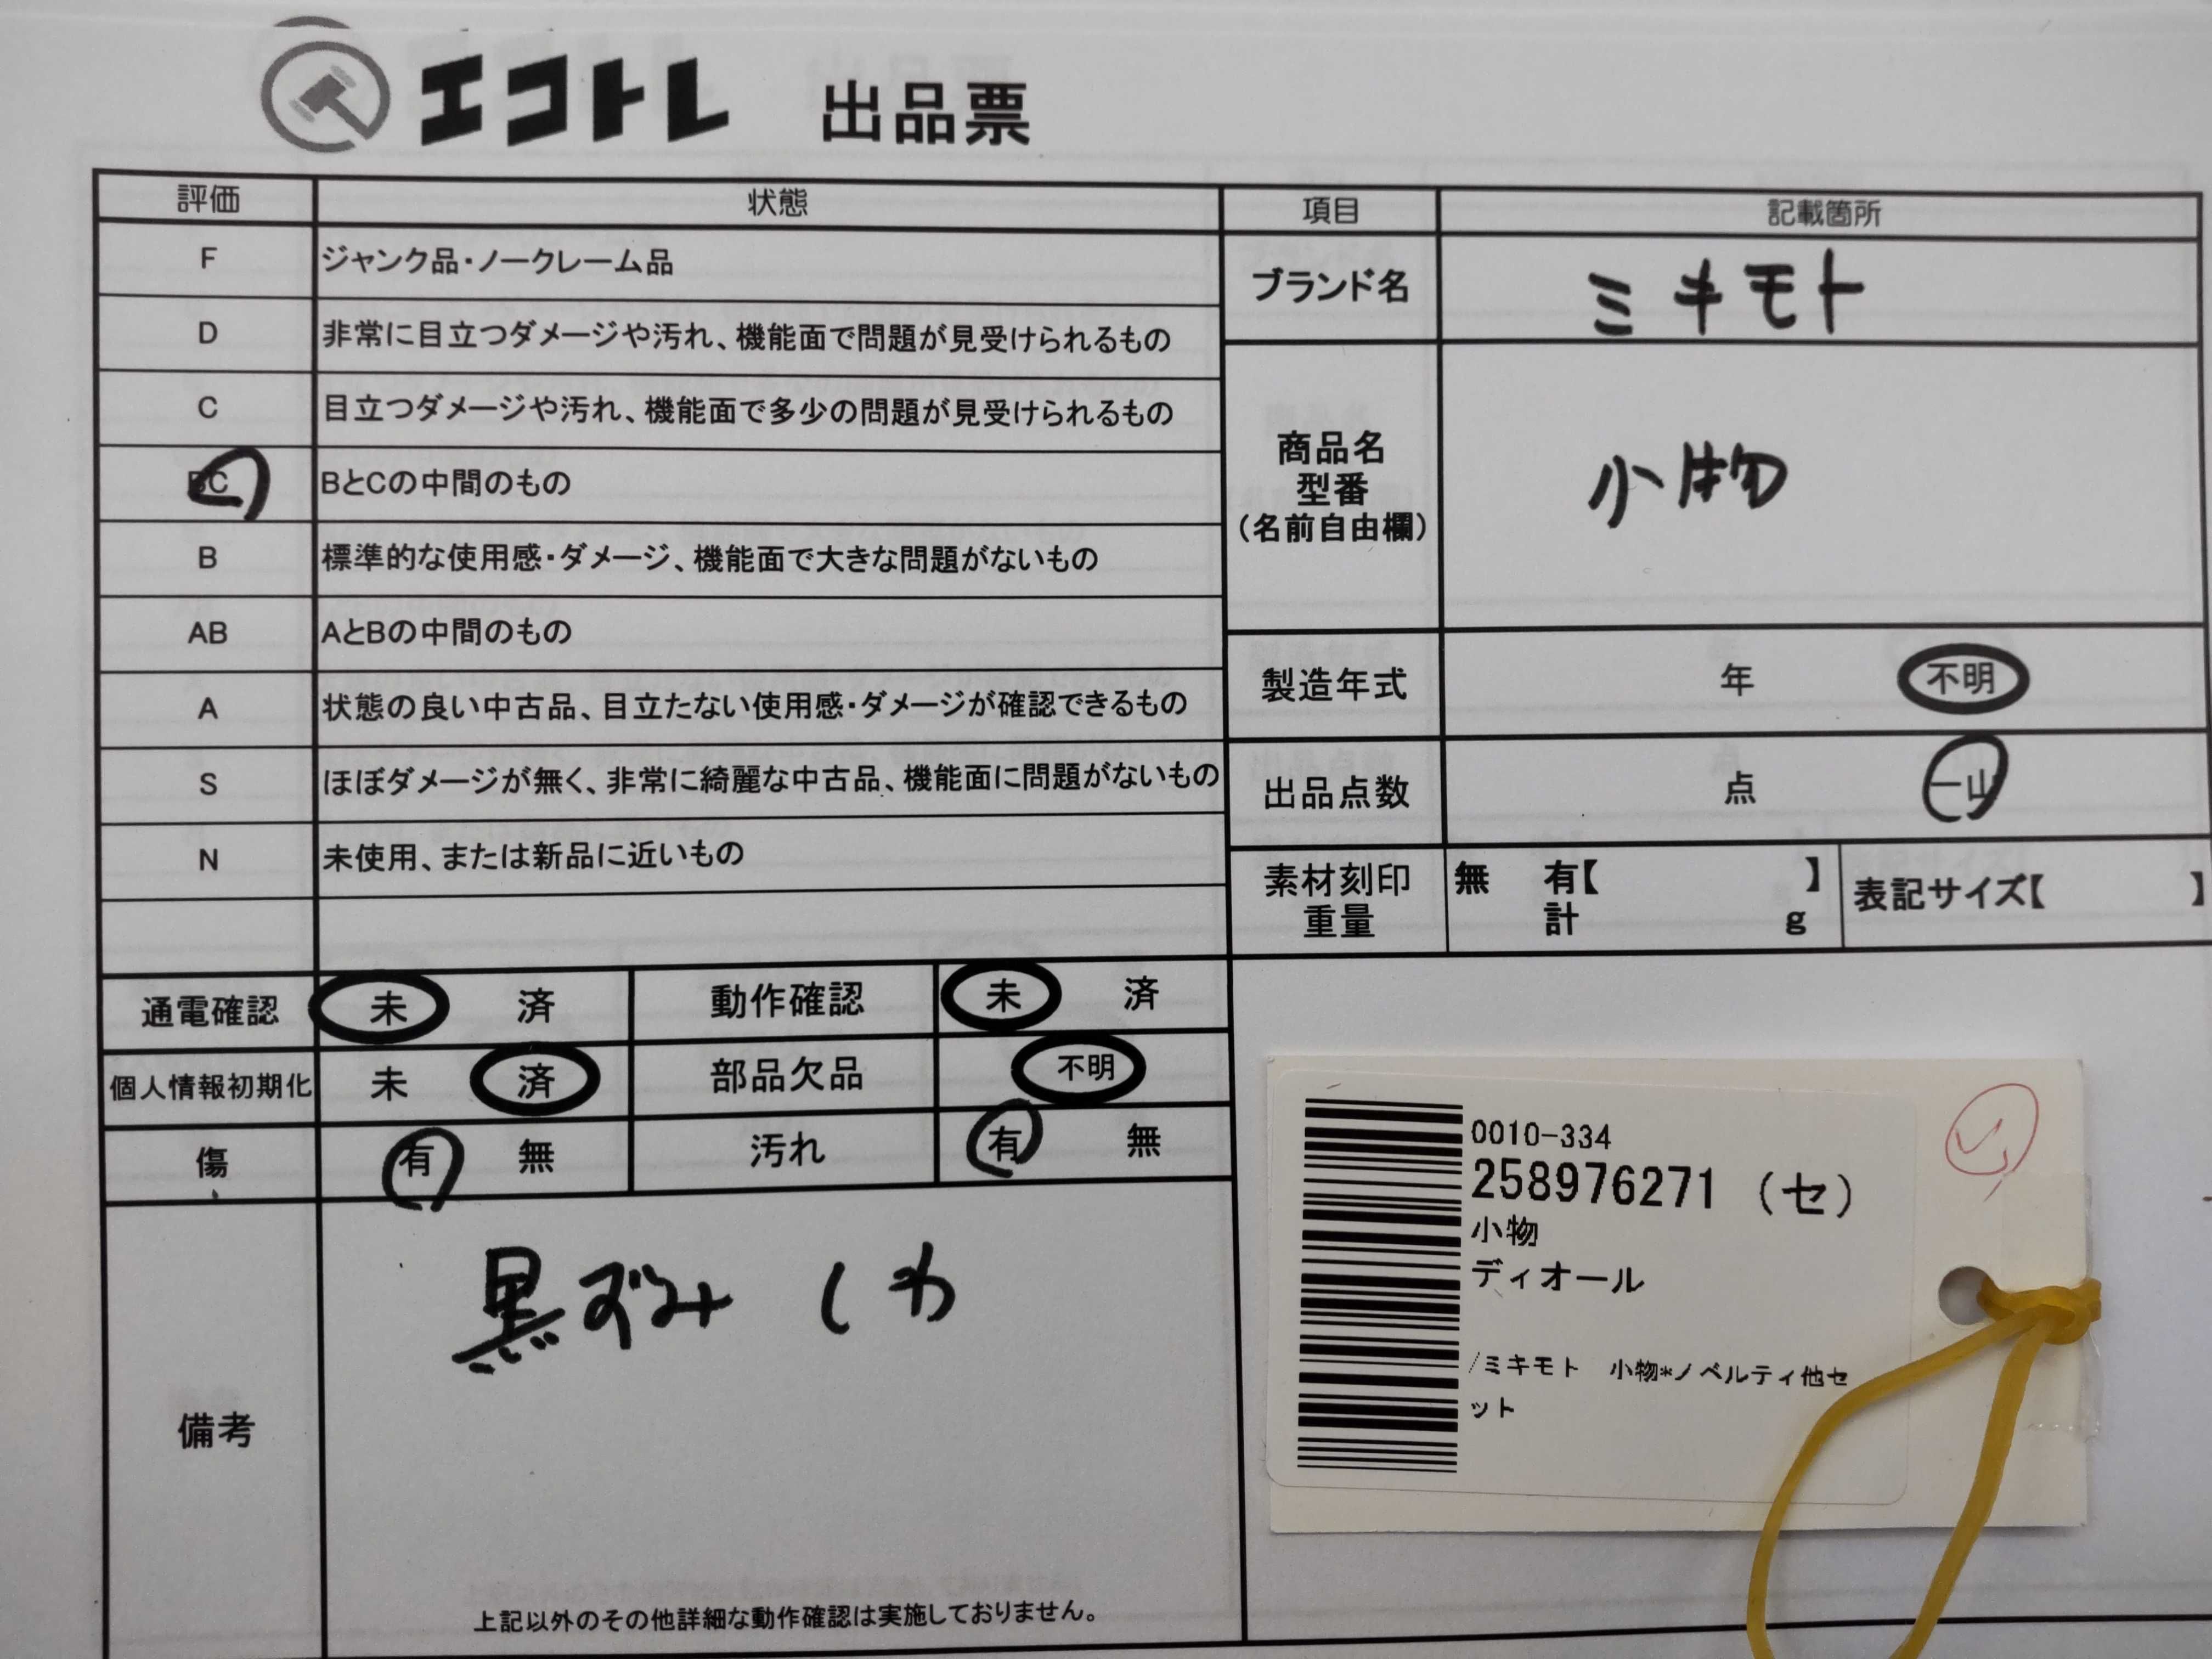 エコトレ 出品票
評価 状態
F ジャンク品・ノークレーム品
D 非常に目立つダメージや汚れ、機能面で問題が見受けられるもの
C 目立つダメージや汚れ、機能面で多少の問題が見受けられるもの
BC BとCの中間のもの
B 標準的な使用感・ダメージ、機能面で大きな問題がないもの
AB AとBの中間のもの
A 状態の良い中古品、目立たない使用感・ダメージが確認できるもの
S ほぼダメージが無く、非常に綺麗な中古品、機能面に問題がないもの
N 未使用、または新品に近いもの
項目 記載箇所
ブランド名 ミキモト
商品名
型番
(名前自由欄)
小物
製造年式 年 不明
出品点数 点 一山
素材刻印 無 有【 】 表記サイズ【 】
重量 計 g
通電確認 未 済 動作確認 未 済
個人情報初期化 未 済 部品欠品 不明
傷 有 無 汚れ 有 無
備考
黒ずみ しわ
上記以外のその他詳細な動作確認は実施しておりません。
0010-334
258976271 (セ)
小物
ディオール
/ミキモト 小物*ノベルティ他セ
ット